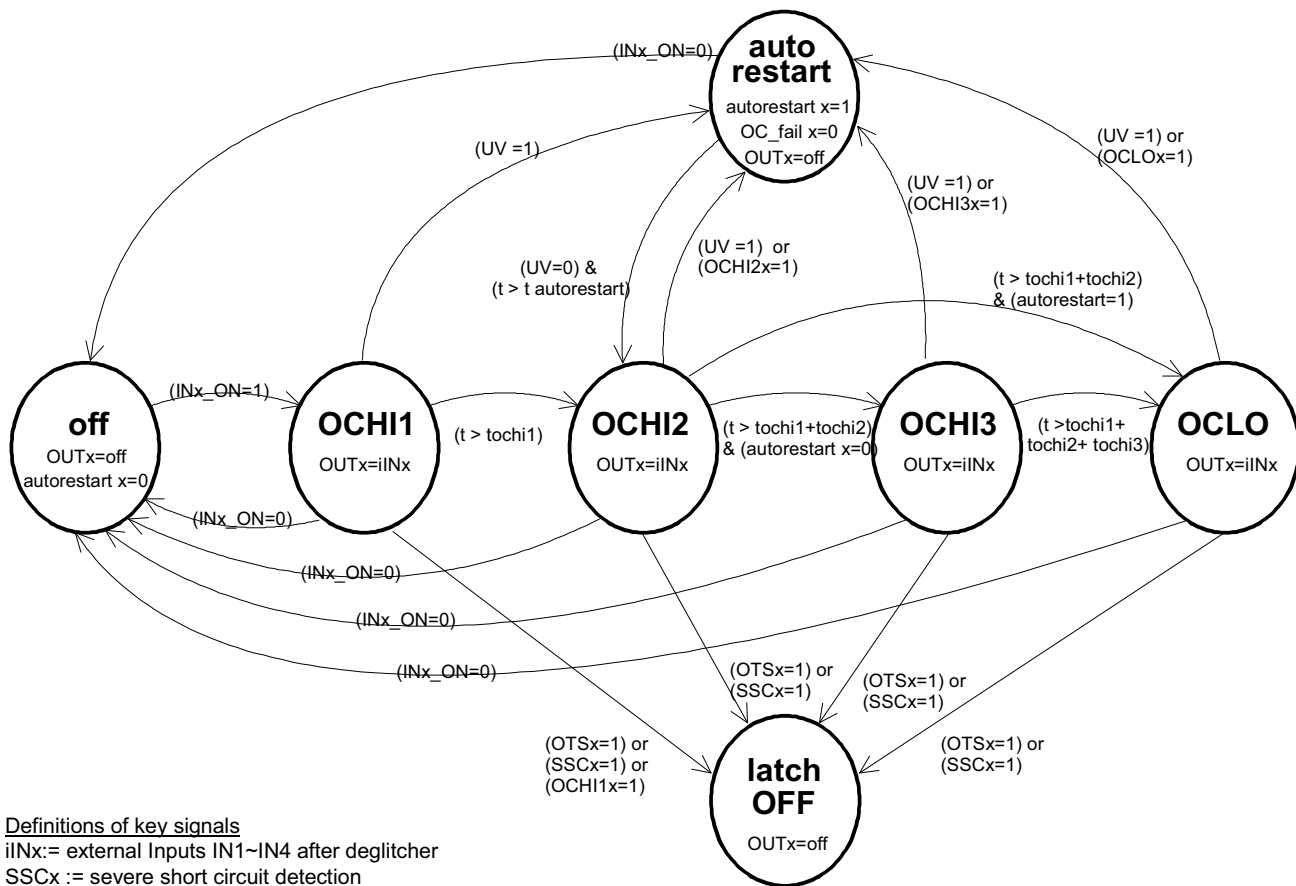 auto
restart
autorestart x=1
OC_fail x=0
OUTx=off
(INx_ON=0)
(UV =1)
(UV =1) or
(OCLOx=1)
(UV =1) or
(OCHI3x=1)
(UV =1) or
(OCHI2x=1)
(UV=0) &
(t > t autorestart)
(t > tochi1+tochi2)
& (autorestart=1)
(INx_ON=1)
off
OUTx=off
autorestart x=0
OCHI1
OUTx=iINx
(t > tochi1)
OCHI2
OUTx=iINx
(t > tochi1+tochi2)
& (autorestart x=0)
OCHI3
OUTx=iINx
(t >tochi1+
tochi2+ tochi3)
OCLO
OUTx=iINx
(INx_ON=0)
(INx_ON=0)
(INx_ON=0)
(INx_ON=0)
(OTSx=1) or
(SSCx=1) or
(OCHI1x=1)
(OTSx=1) or
(SSCx=1)
(OTSx=1) or
(SSCx=1)
(OTSx=1) or
(SSCx=1)
latch
OFF
OUTx=off
Definitions of key signals
iINx:= external Inputs IN1~IN4 after deglitcher
SSCx := severe short circuit detection